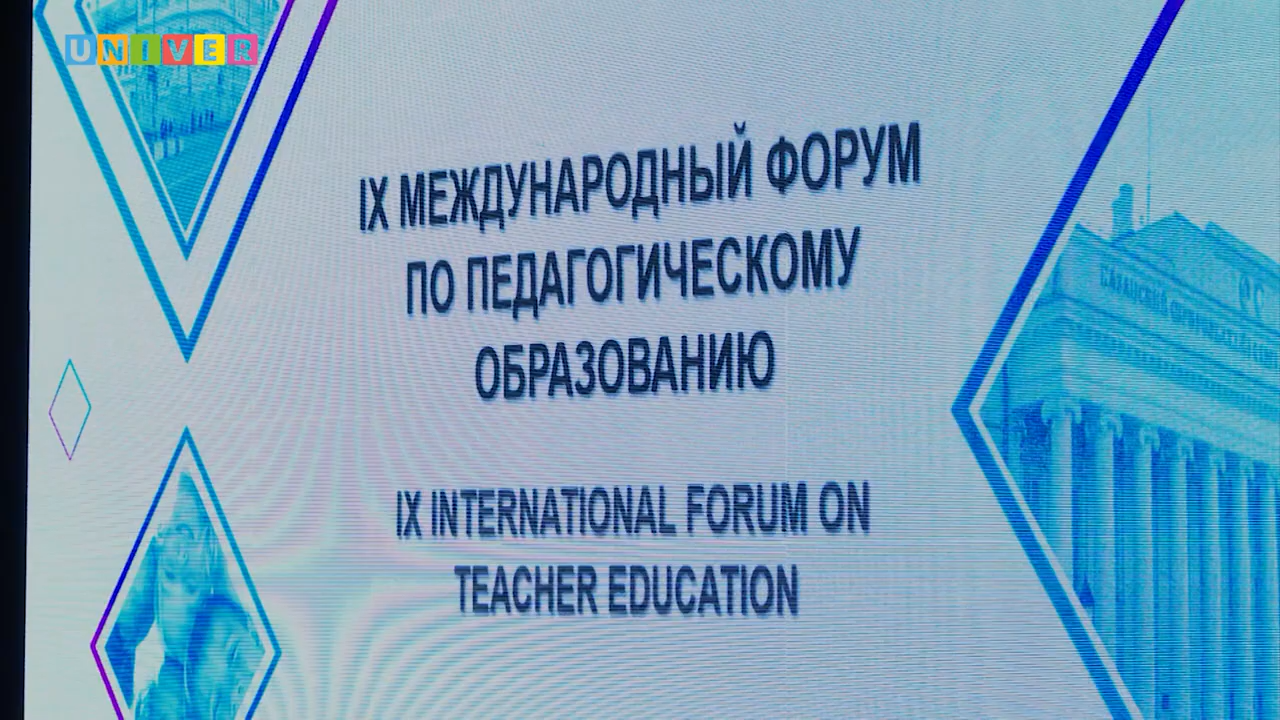 UNIVER
IX МЕЖДУНАРОДНЫЙ ФОРУМ
ПО ПЕДАГОГИЧЕСКОМУ
ОБРАЗОВАНИЮ
IX INTERNATIONAL FORUM ON
TEACHER EDUCATION